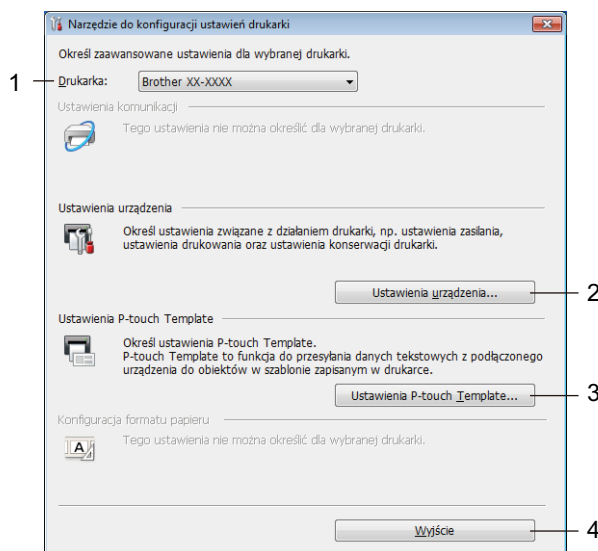 Narzędzie do konfiguracji ustawień drukarki
Określ zaawansowane ustawienia dla wybranej drukarki.
1
Drukarka: Brother XX-XXXX
Ustawienia komunikacji
Tego ustawienia nie można określić dla wybranej drukarki.
Ustawienia urządzenia
Określ ustawienia związane z działaniem drukarki, np. ustawienia zasilania,
ustawienia drukowania oraz ustawienia konserwacji drukarki.
Ustawienia urządzenia... 2
Ustawienia P-touch Template
Określ ustawienia P-touch Template.
P-touch Template to funkcja do przesyłania danych tekstowych z podłączonego
urządzenia do obiektów w szablonie zapisanym w drukarce.
Ustawienia P-touch Template... 3
Konfiguracja formatu papieru
A
Tego ustawienia nie można określić dla wybranej drukarki.
Wyjście 4